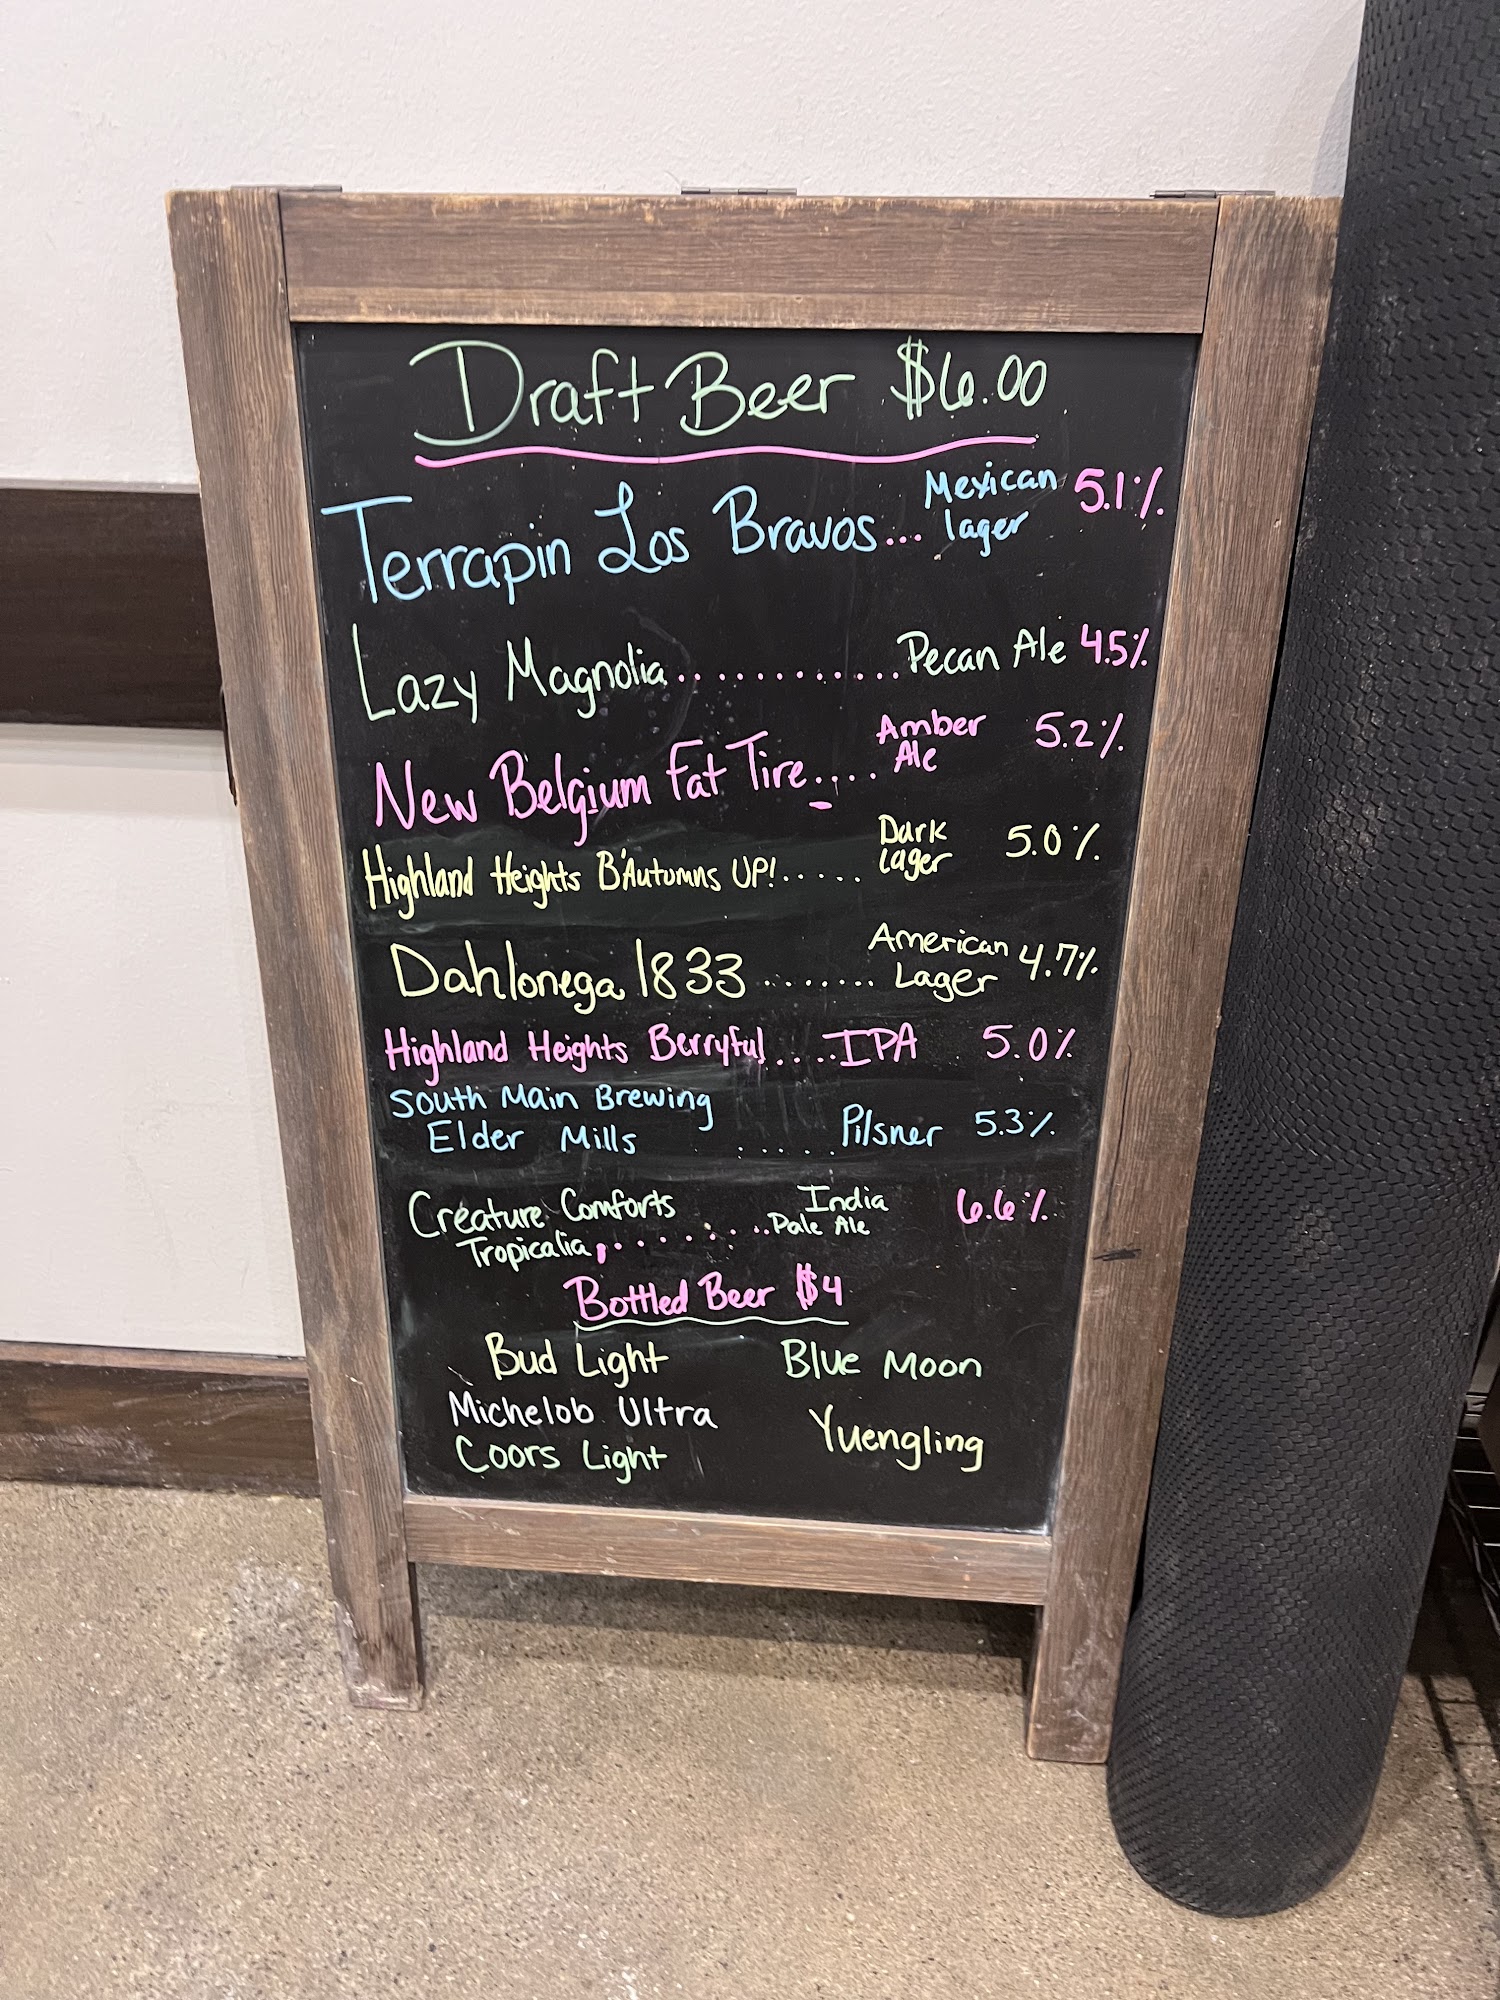 Draft Beer $6.00
Terrapin Los Bravos... Mexican lager 5.1%
Lazy Magnolia............ Pecan Ale 4.5%
New Belgium Fat Tire.... Amber Ale 5.2%
Highland Heights B'Autumns UP!..... Dark lager 5.0%
Dahlonega 1833........ American Lager 4.7%
Highland Heights Berryful....IPA 5.0%
South Main Brewing
Elder Mills ..... Pilsner 5.3%
Creature Comforts India 6.6%
Tropicalia.........Pale Ale
Bottled Beer $4
Bud Light Blue Moon
Michelob Ultra
Yuengling
Coors Light